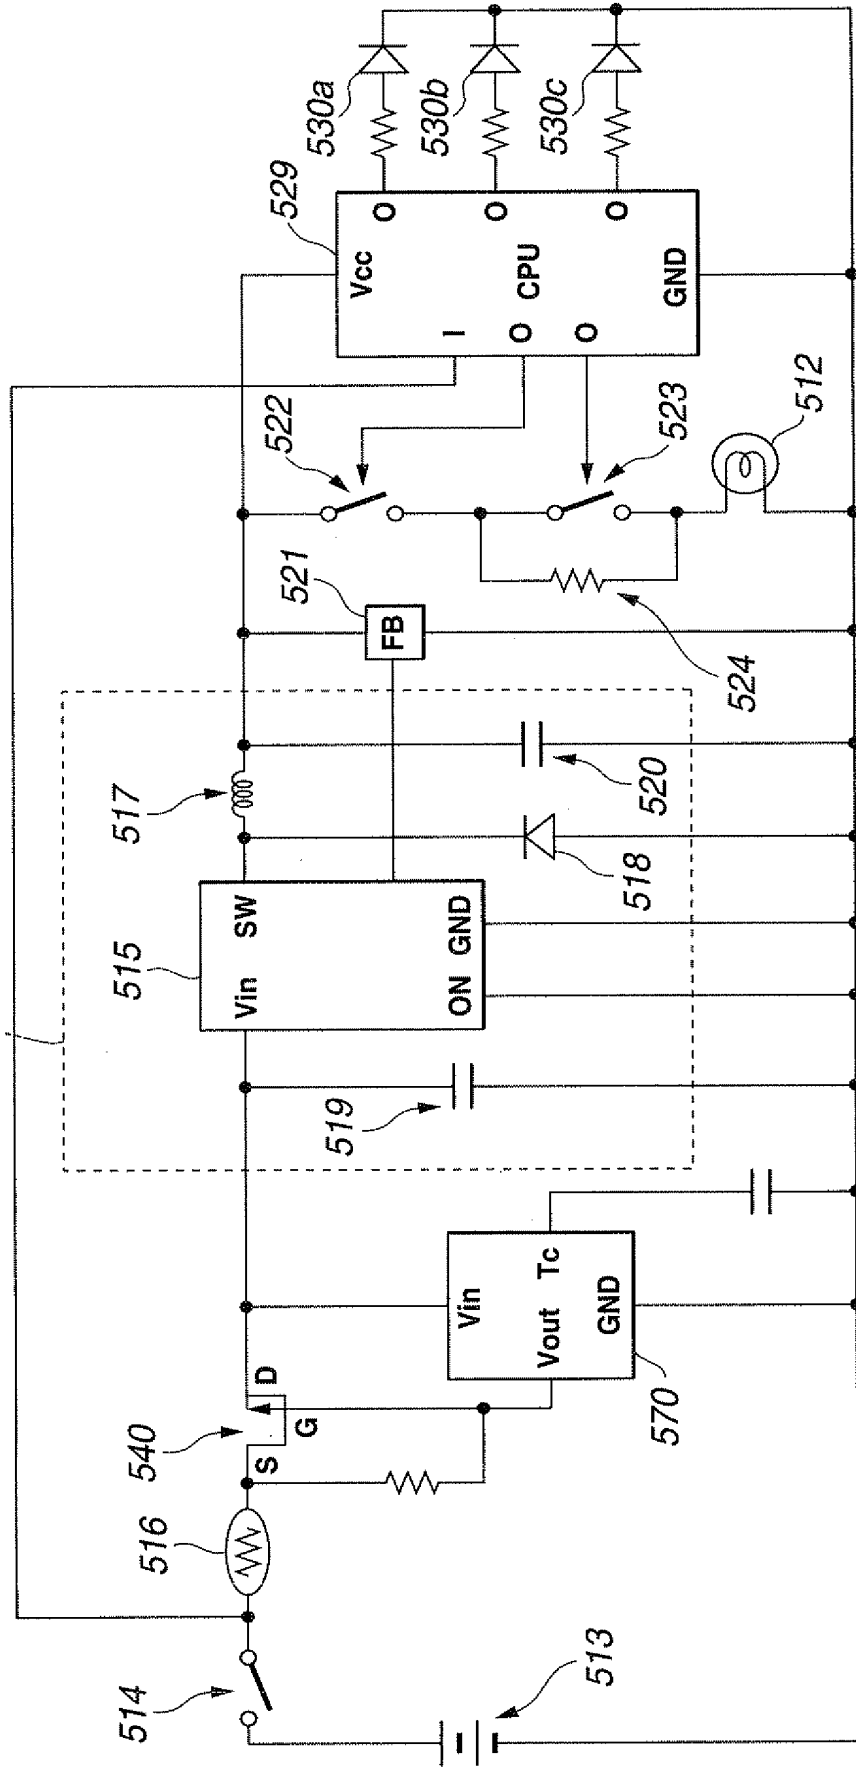 514
516
540
S
G
D
513
570
Vin
Vout
Tc
GND
519
515
Vin
SW
ON
GND
517
518
520
521
FB
522
523
524
512
529
Vcc
I
O
O
CPU
GND
O
O
O
530a
530b
530c